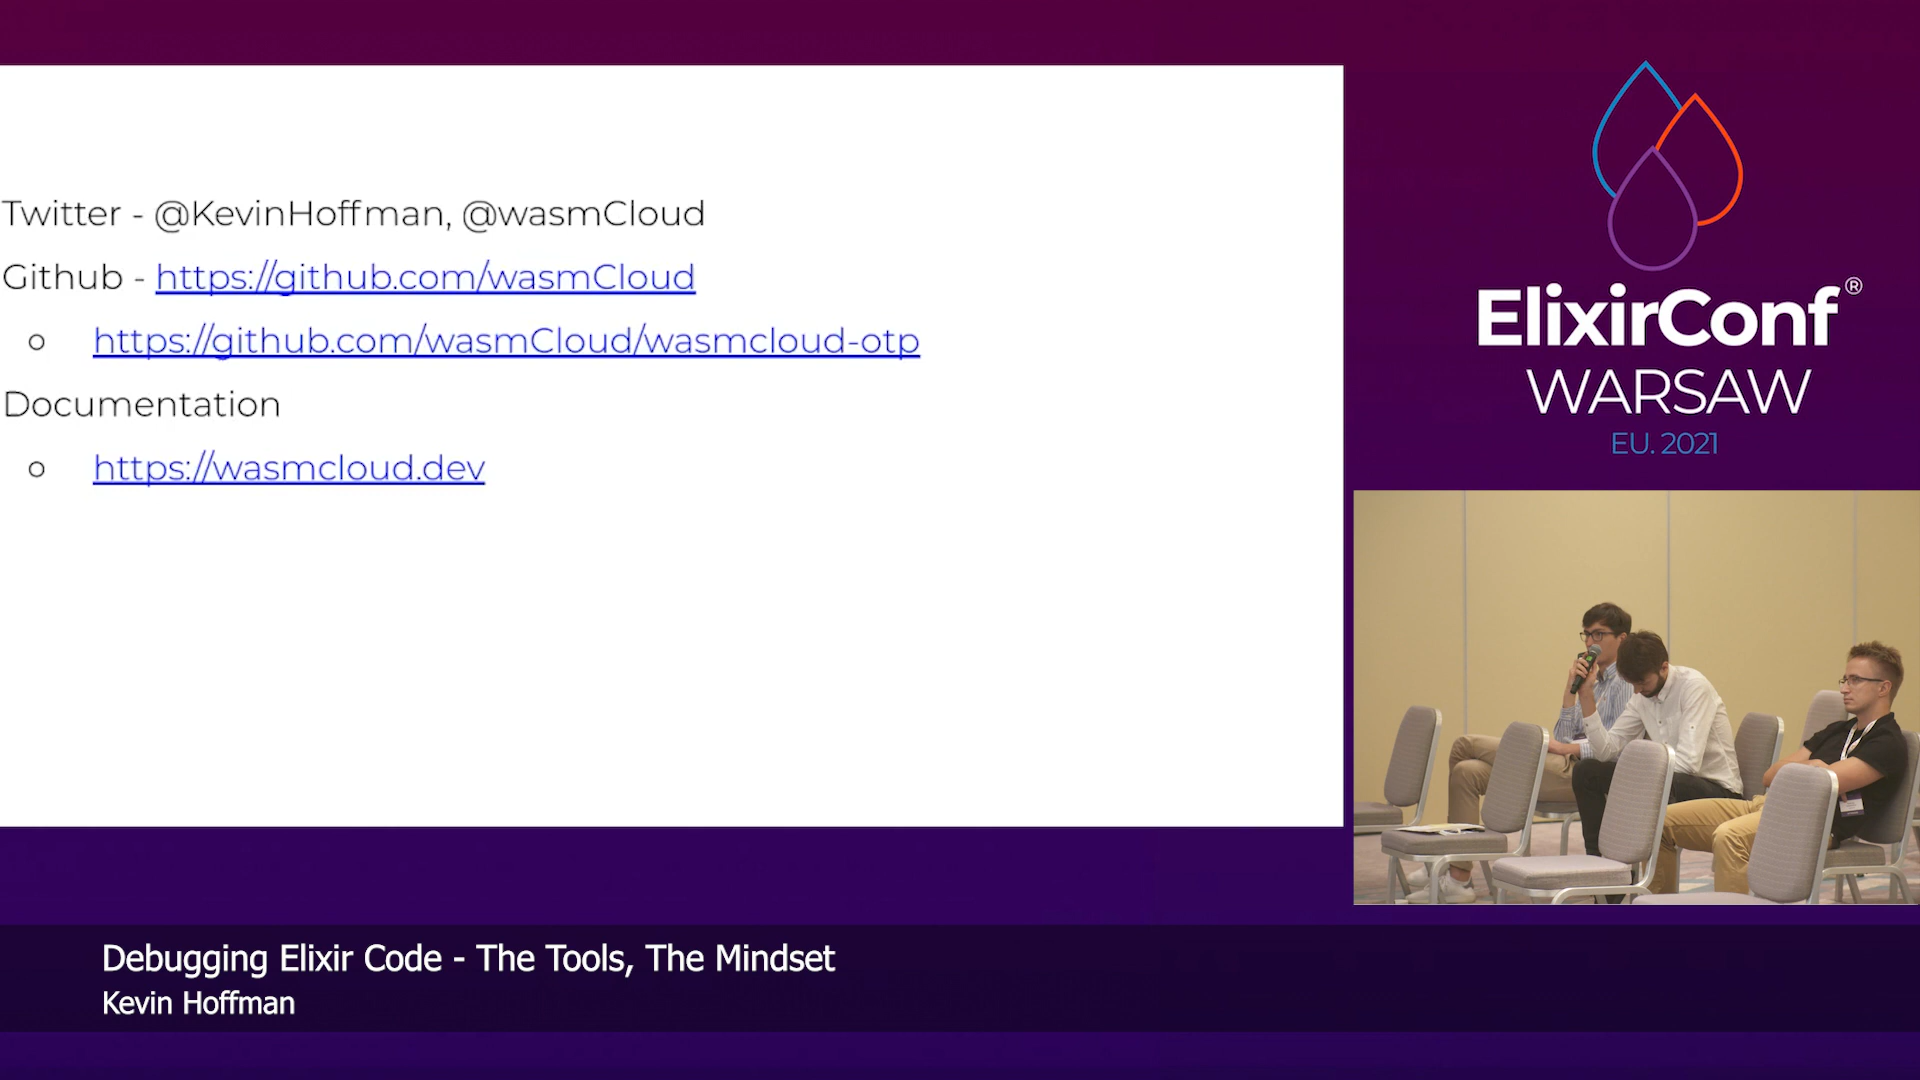 Twitter - @KevinHoffman, @wasmCloud
Github - https://github.com/wasmCloud
○ https://github.com/wasmCloud/wasmcloud-otp
Documentation
○ https://wasmcloud.dev
ElixirConf®
WARSAW
EU. 2021
Debugging Elixir Code - The Tools, The Mindset
Kevin Hoffman